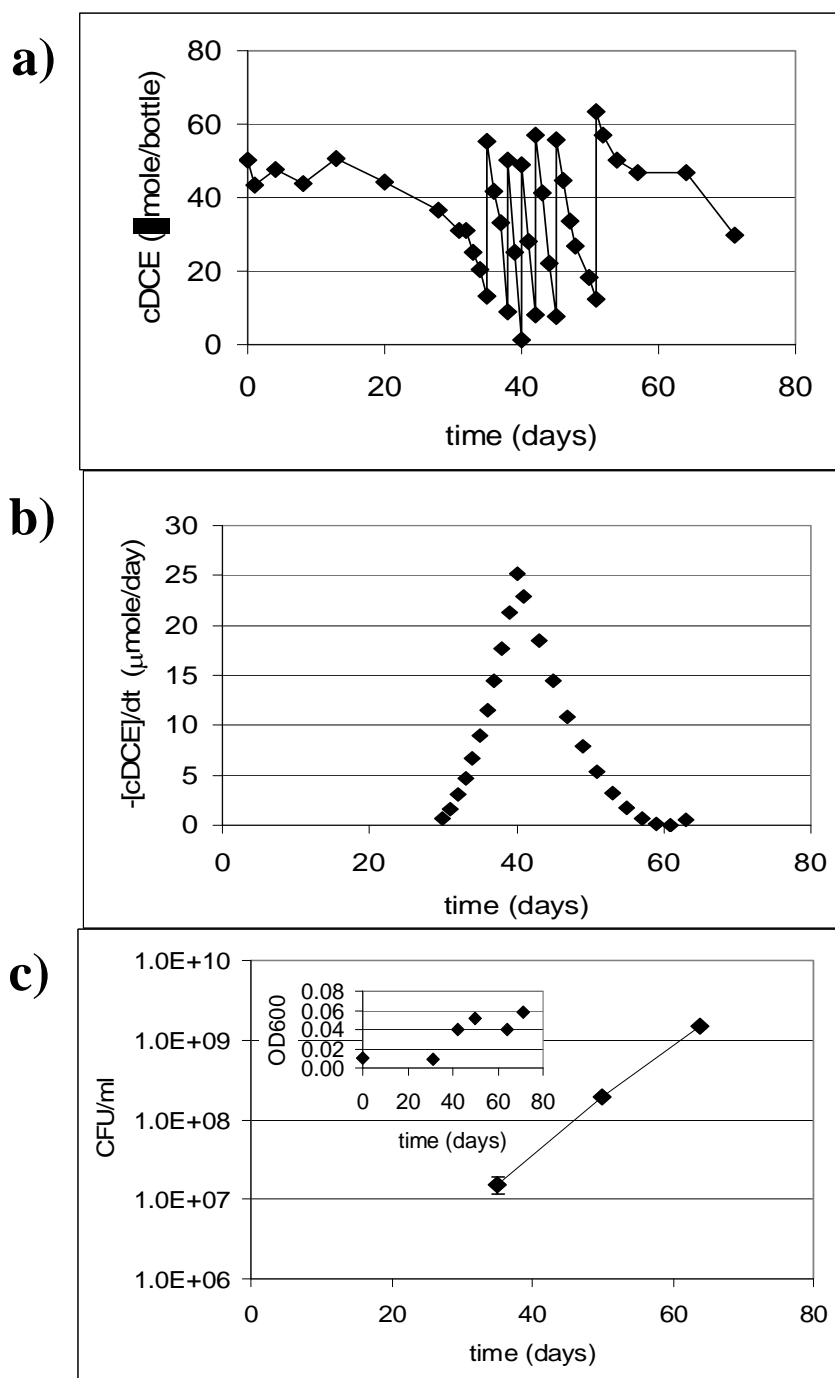 a)
80
60
40
20
0
cDCE ( mole/bottle)
0 20 40 60 80
time (days)
b)
30
25
20
15
10
5
0
-[cDCE]/dt (μmole/day)
0 20 40 60 80
time (days)
c)
1.0E+10
1.0E+09
1.0E+08
1.0E+07
1.0E+06
CFU/ml
0.08
0.06
0.04
0.02
0.00
OD600
0 20 40 60 80
time (days)
0 20 40 60 80
time (days)